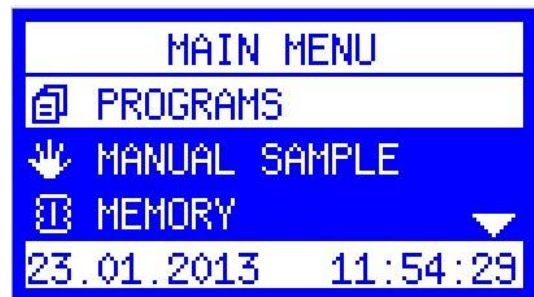 MAIN MENU
PROGRAMS
MANUAL SAMPLE
MEMORY
23.01.2013 11:54:29